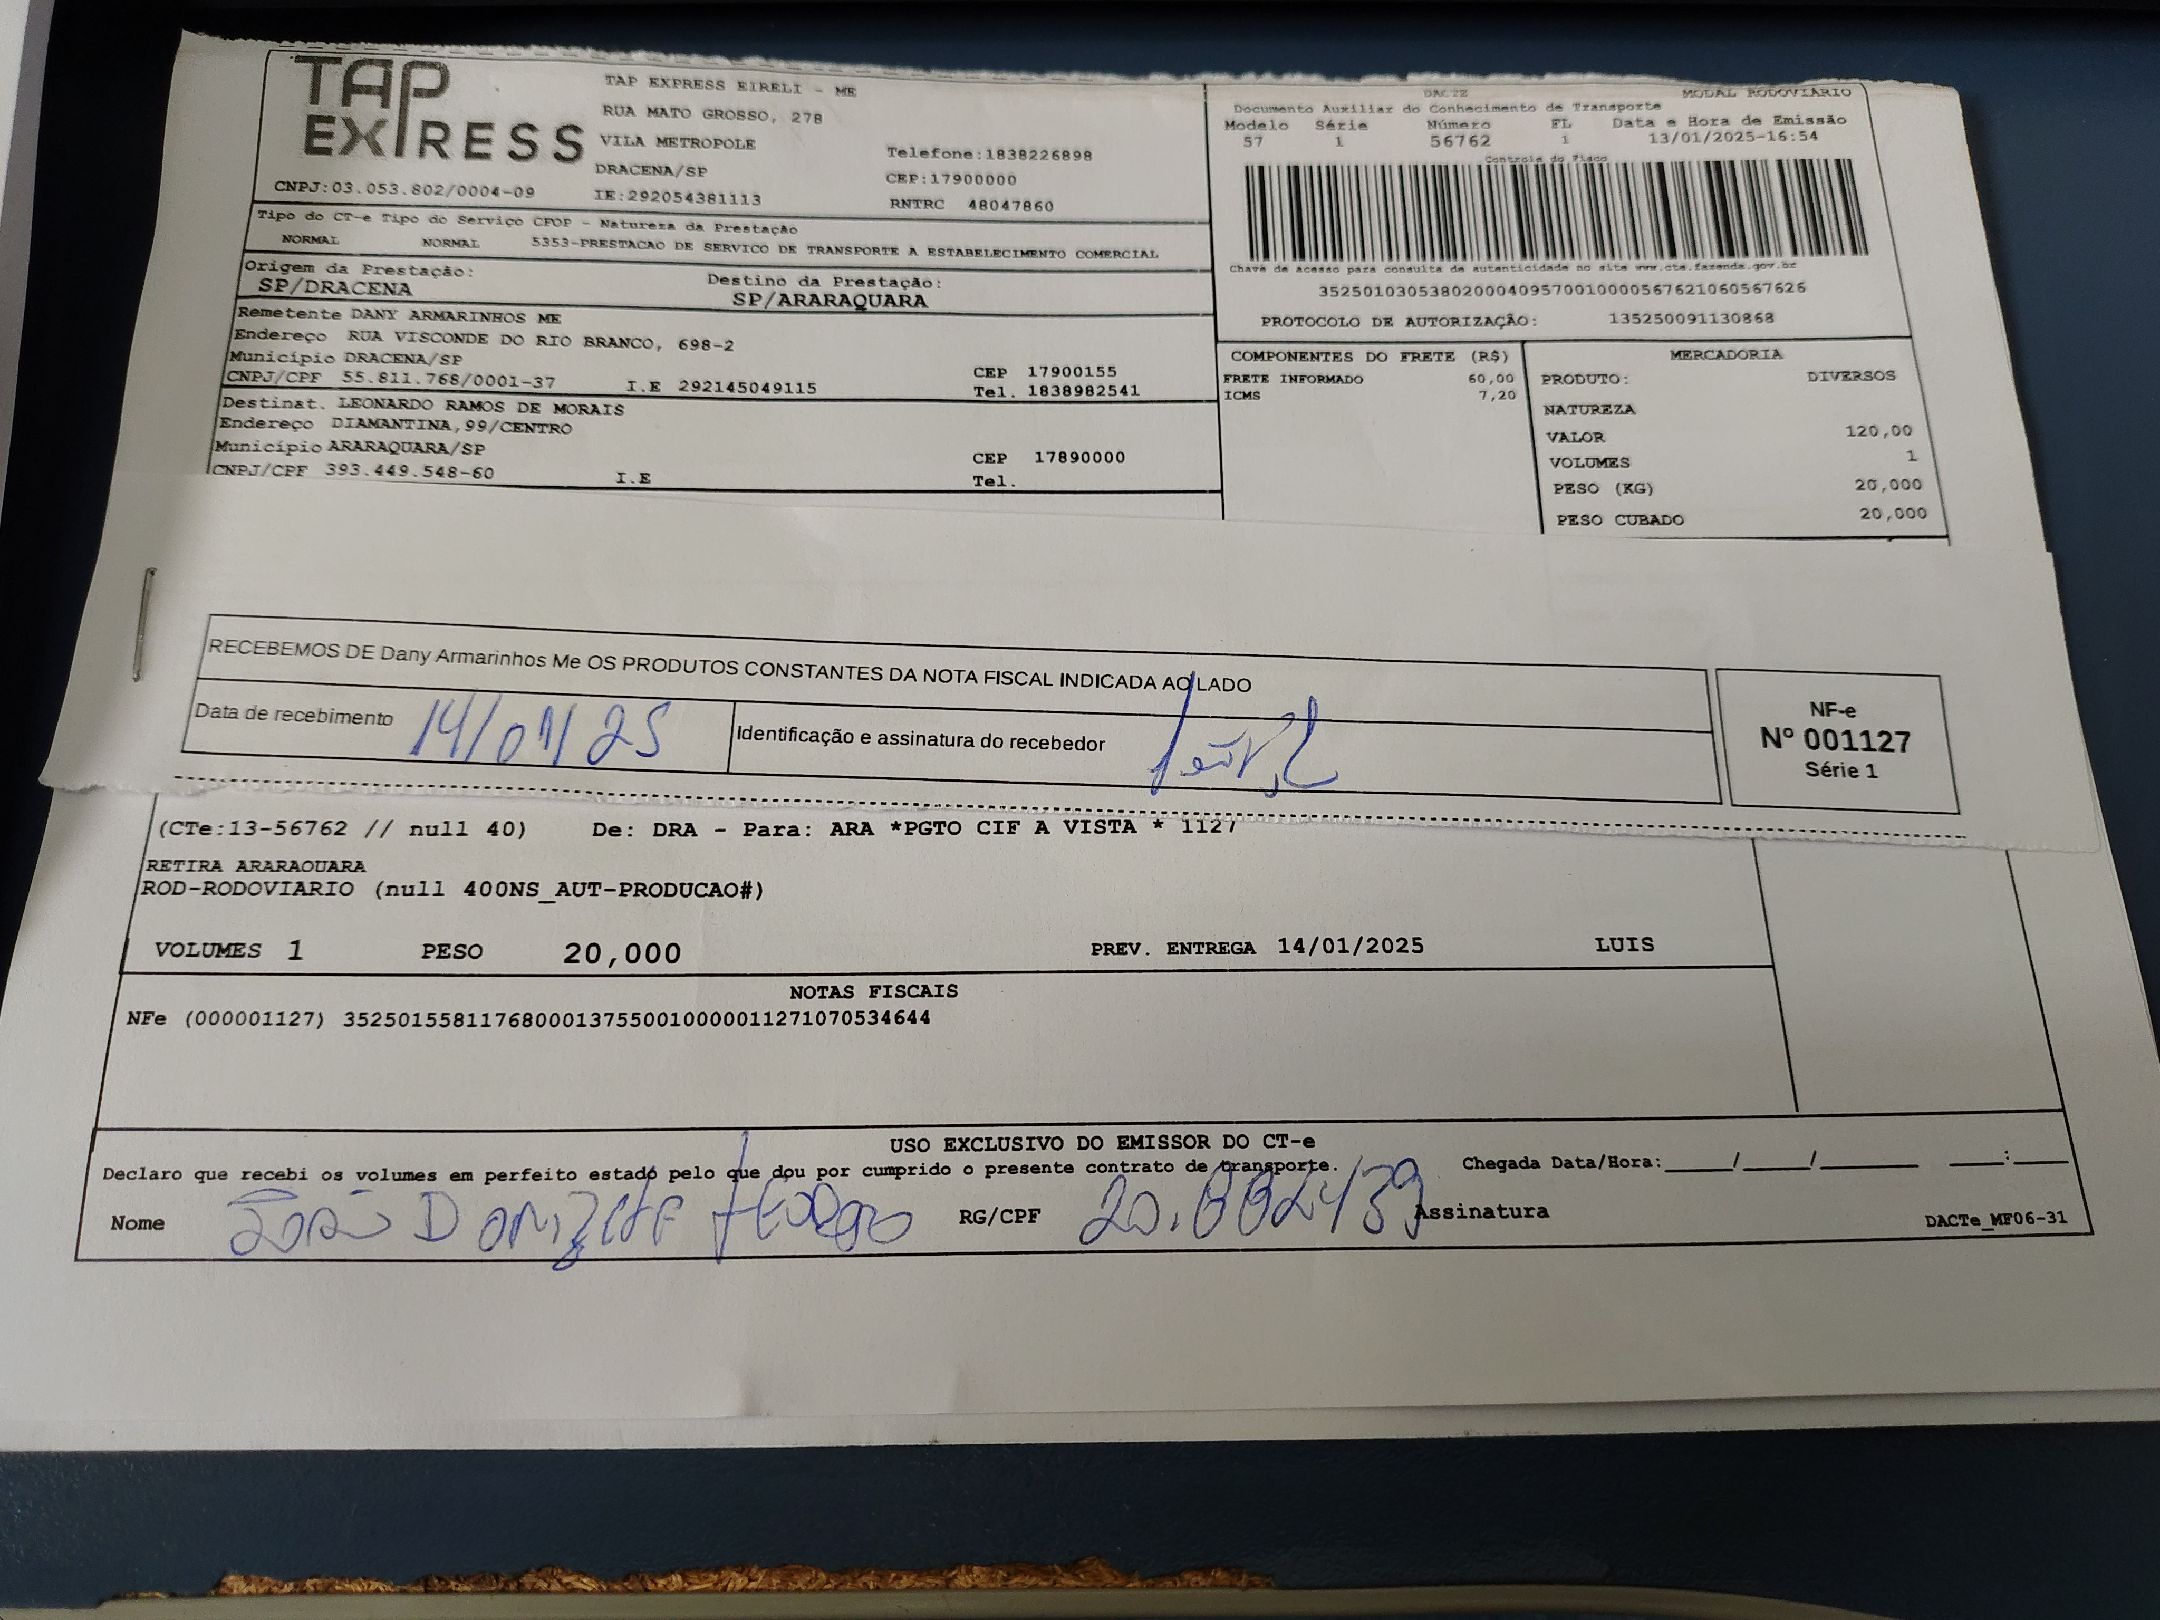 TAP
EXPRESS
TAP EXPRESS EIRELI - ME
RUA MATO GROSSO, 278
VILA METROPOLE
Telefone:1838226898
DRACENA/SP
CEP:17900000
CNPJ:03.053.802/0004-09
IE:292054381113
RNTRC 48047860
DACTE
MODAL RODOVIÁRIO
Documento Auxiliar do Conhecimento de Transporte
Modelo Série Número FL Data e Hora de Emissão
57 1 56762 1 13/01/2025-16:54
Controle do Fisco
Chave de acesso para consulta de autenticidade no site www.cte.fazenda.gov.br
35250103053802000409570010000567621060567626
PROTOCOLO DE AUTORIZAÇÃO: 135250091130868
Tipo do CT-e Tipo do Serviço CFOP - Natureza da Prestação
NORMAL NORMAL 5353-PRESTACAO DE SERVICO DE TRANSPORTE A ESTABELECIMENTO COMERCIAL
Origem da Prestação: Destino da Prestação:
SP/DRACENA SP/ARARAQUARA
Remetente DANY ARMARINHOS ME
Endereço RUA VISCONDE DO RIO BRANCO, 698-2
Município DRACENA/SP CEP 17900155
CNPJ/CPF 55.811.768/0001-37 I.E 292145049115 Tel. 1838982541
Destinat. LEONARDO RAMOS DE MORAIS
Endereço DIAMANTINA,99/CENTRO
Município ARARAQUARA/SP CEP 17890000
CNPJ/CPF 393.449.548-60 I.E Tel.
COMPONENTES DO FRETE (R$)
FRETE INFORMADO 60,00
ICMS 7,20
MERCADORIA
PRODUTO: DIVERSOS
NATUREZA
VALOR 120,00
VOLUMES 1
PESO (KG) 20,000
PESO CUBADO 20,000
RECEBEMOS DE Dany Armarinhos Me OS PRODUTOS CONSTANTES DA NOTA FISCAL INDICADA AO LADO
Data de recebimento 14/01/25
Identificação e assinatura do recebedor
NF-e
Nº 001127
Série 1
(CTe:13-56762 // null 40) De: DRA - Para: ARA *PGTO CIF A VISTA * 1127
RETIRA ARARAQUARA
ROD-RODOVIARIO (null 400NS_AUT-PRODUCAO#)
VOLUMES 1 PESO 20,000 PREV. ENTREGA 14/01/2025 LUIS
NOTAS FISCAIS
NFe (000001127) 35250155811768000137550010000011271070534644
USO EXCLUSIVO DO EMISSOR DO CT-e
Declaro que recebi os volumes em perfeito estado pelo que dou por cumprido o presente contrato de transporte. Chegada Data/Hora:____/____/______ ____:____
Nome João Donizete RG/CPF Assinatura
DACTe_MF06-31